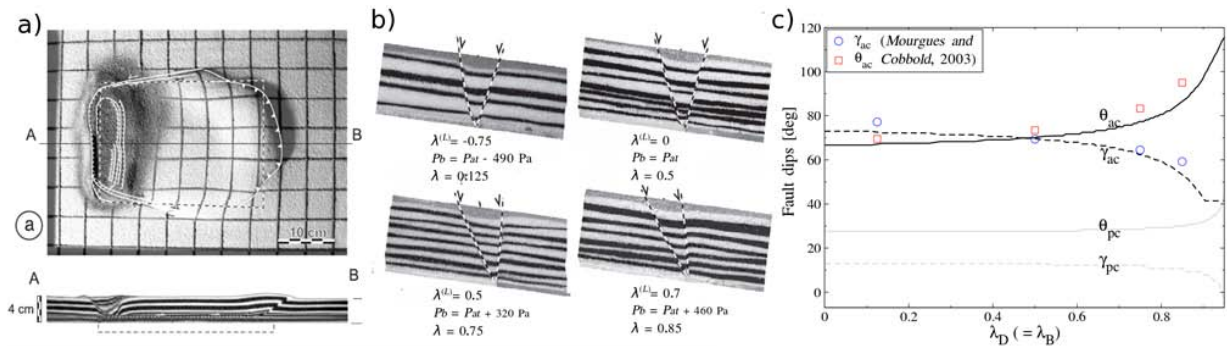 a)
A
B
a
10 cm
A
B
4 cm
b)
λ(L)= -0.75
Pb = Pat - 490 Pa
λ = 0.125
λ(L)= 0
Pb = Pat
λ = 0.5
λ(L)= 0.5
Pb = Pat + 320 Pa
λ = 0.75
λ(L)= 0.7
Pb = Pat + 460 Pa
λ = 0.85
c)
γac (Mourgues and
θac Cobbold, 2003)
Fault dips [deg]
120
100
80
60
40
20
0
θac
γac
θpc
γpc
0 0.2 0.4 0.6 0.8
λD (= λB)